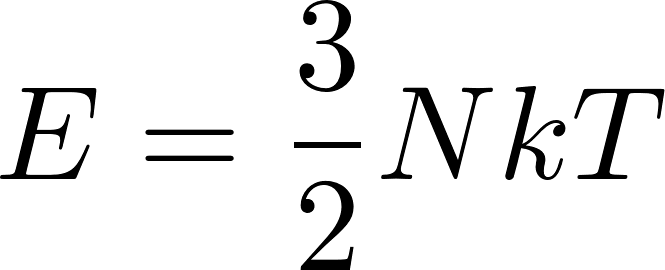 E = \frac{3}{2} NkT